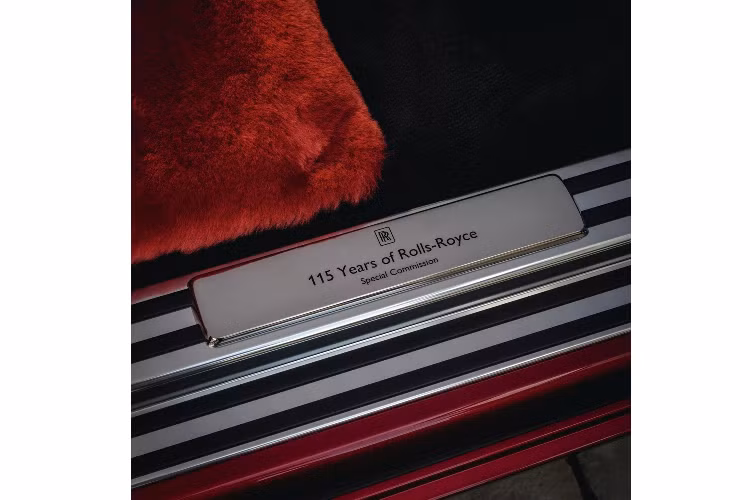 RR
115 Years of Rolls-Royce
Special Commission